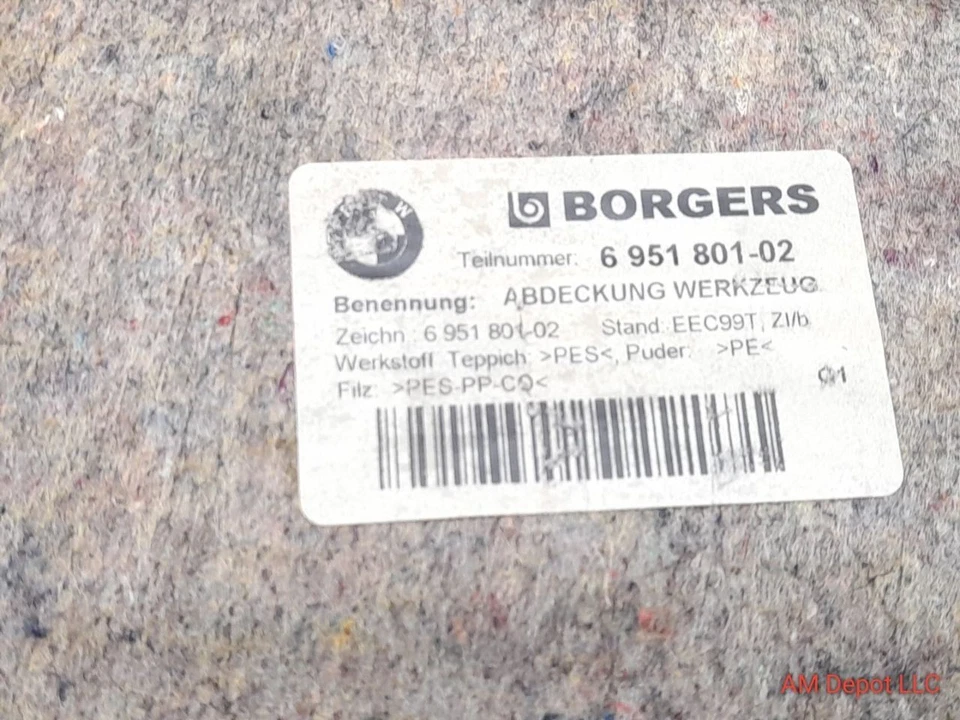 BORGERS
Teilnummer: 6 951 801-02
Benennung: ABDECKUNG WERKZEUG
Zeichn.: 6 951 801-02 Stand: EEC99T, ZI/b
Werkstoff Teppich: >PES<, Puder: >PE<
Filz: >PES-PP-CO<
AM Depot LLC